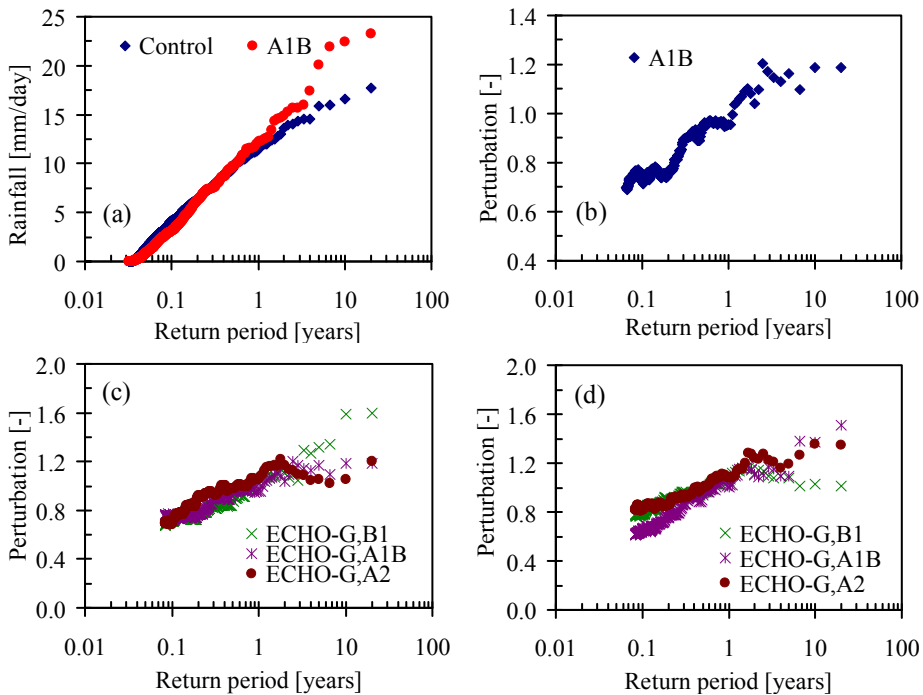 Rainfall [mm/day]
25
20
15
10
5
0
Control
A1B
(a)
0.01
0.1
1
10
100
Return period [years]
Perturbation [-]
1.4
1.2
1.0
0.8
0.6
0.4
A1B
(b)
0.01
0.1
1
10
100
Return period [years]
Perturbation [-]
2.0
1.6
1.2
0.8
0.4
0.0
(c)
ECHO-G,B1
ECHO-G,A1B
ECHO-G,A2
0.01
0.1
1
10
100
Return period [years]
Perturbation [-]
2.0
1.6
1.2
0.8
0.4
0.0
(d)
ECHO-G,B1
ECHO-G,A1B
ECHO-G,A2
0.01
0.1
1
10
100
Return period [years]